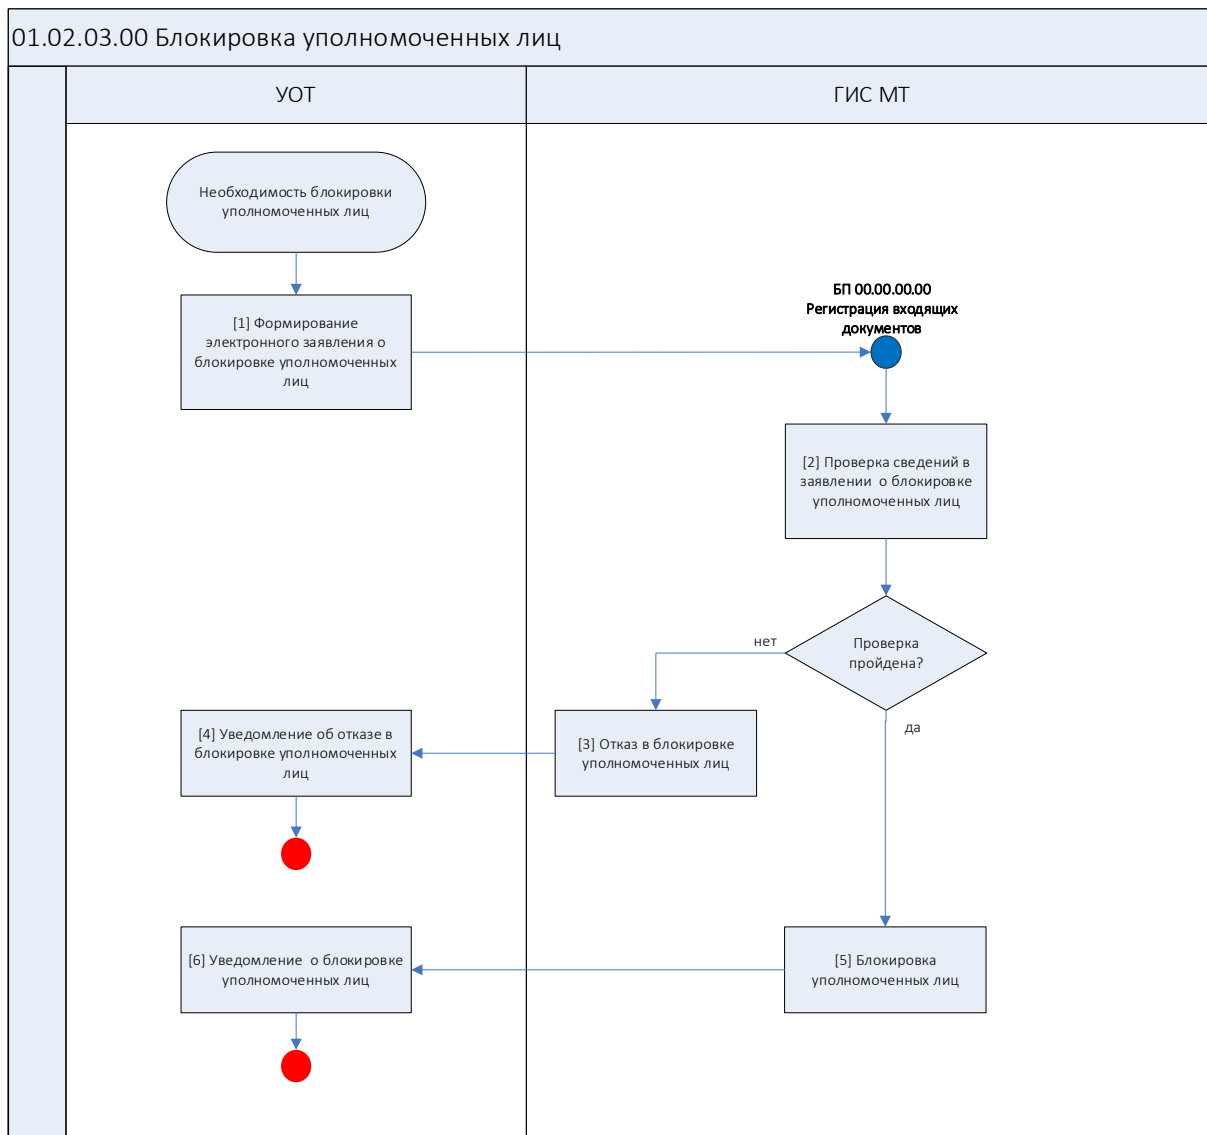 01.02.03.00 Блокировка уполномоченных лиц
УОТ
ГИС МТ
Необходимость блокировки
уполномоченных лиц
[1] Формирование
электронного заявления о
блокировке уполномоченных
лиц
БП 00.00.00.00
Регистрация входящих
документов
[2] Проверка сведений в
заявлении о блокировке
уполномоченных лиц
Проверка
пройдена?
нет
да
[3] Отказ в блокировке
уполномоченных лиц
[4] Уведомление об отказе в
блокировке уполномоченных
лиц
[5] Блокировка
уполномоченных лиц
[6] Уведомление о блокировке
уполномоченных лиц